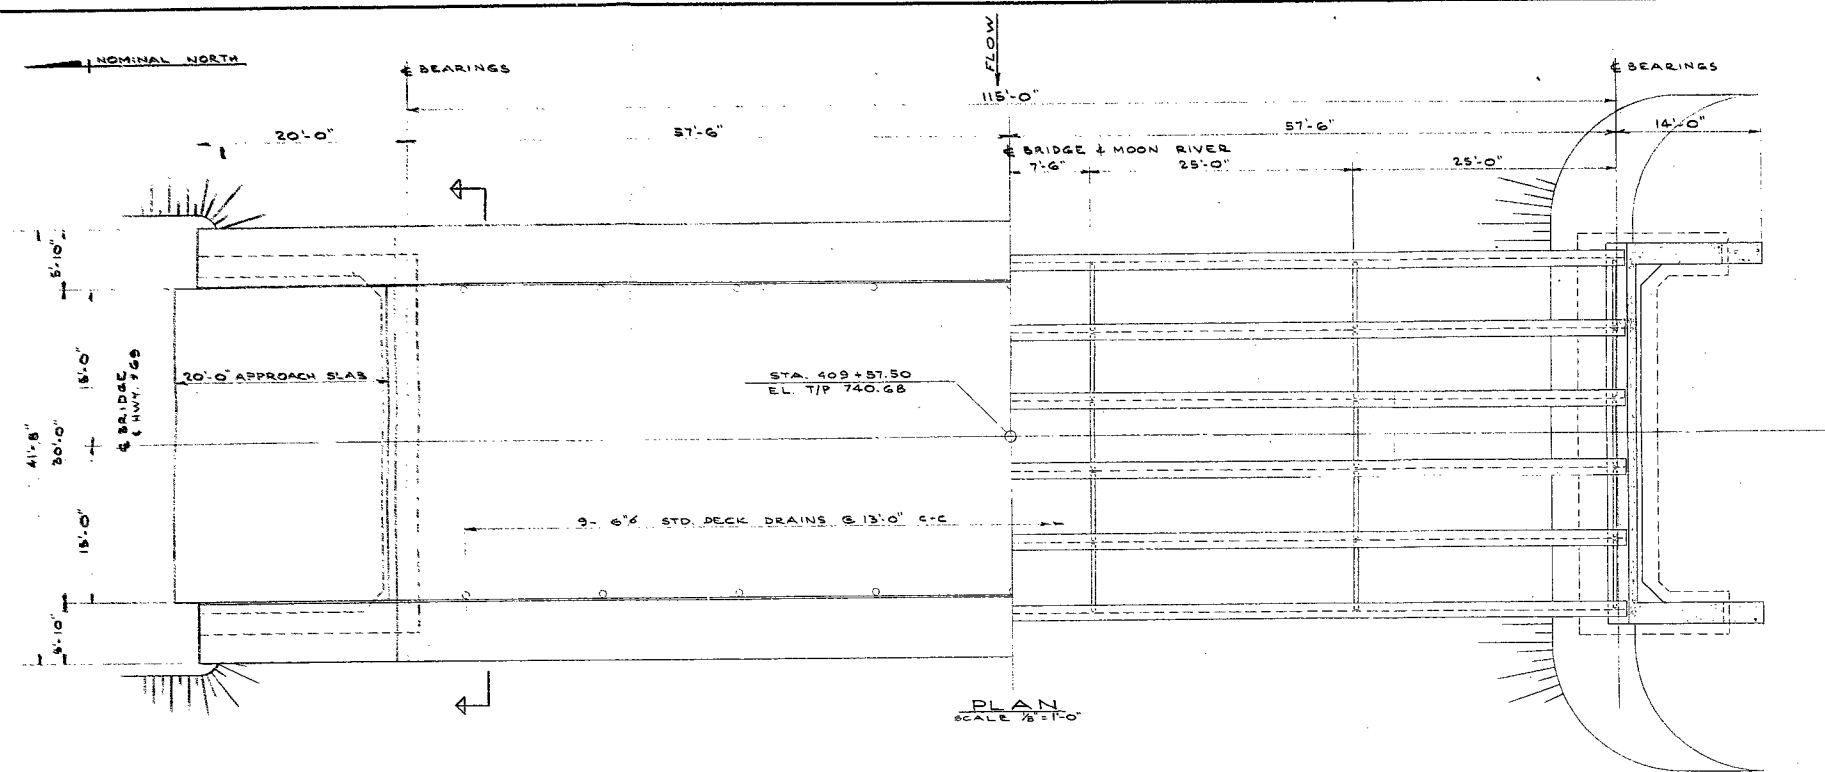 NOMINAL NORTH
℄ BEARINGS
FLOW
℄ BEARINGS
115'-0"
20'-0"
57'-6"
57'-6"
14'-0"
℄ BRIDGE & MOON RIVER
7'-6"
25'-0"
25'-0"
5'-10"
15'-0"
20'-0" APPROACH SLAB
℄ BRIDGE
& HWY. #69
STA. 409+57.50
EL. T/P 740.68
41'-8"
30'-0"
15'-0"
9- 6"ø STD. DECK DRAINS @ 13'-0" C-C
5'-10"
PLAN
SCALE 1/8"=1'-0"